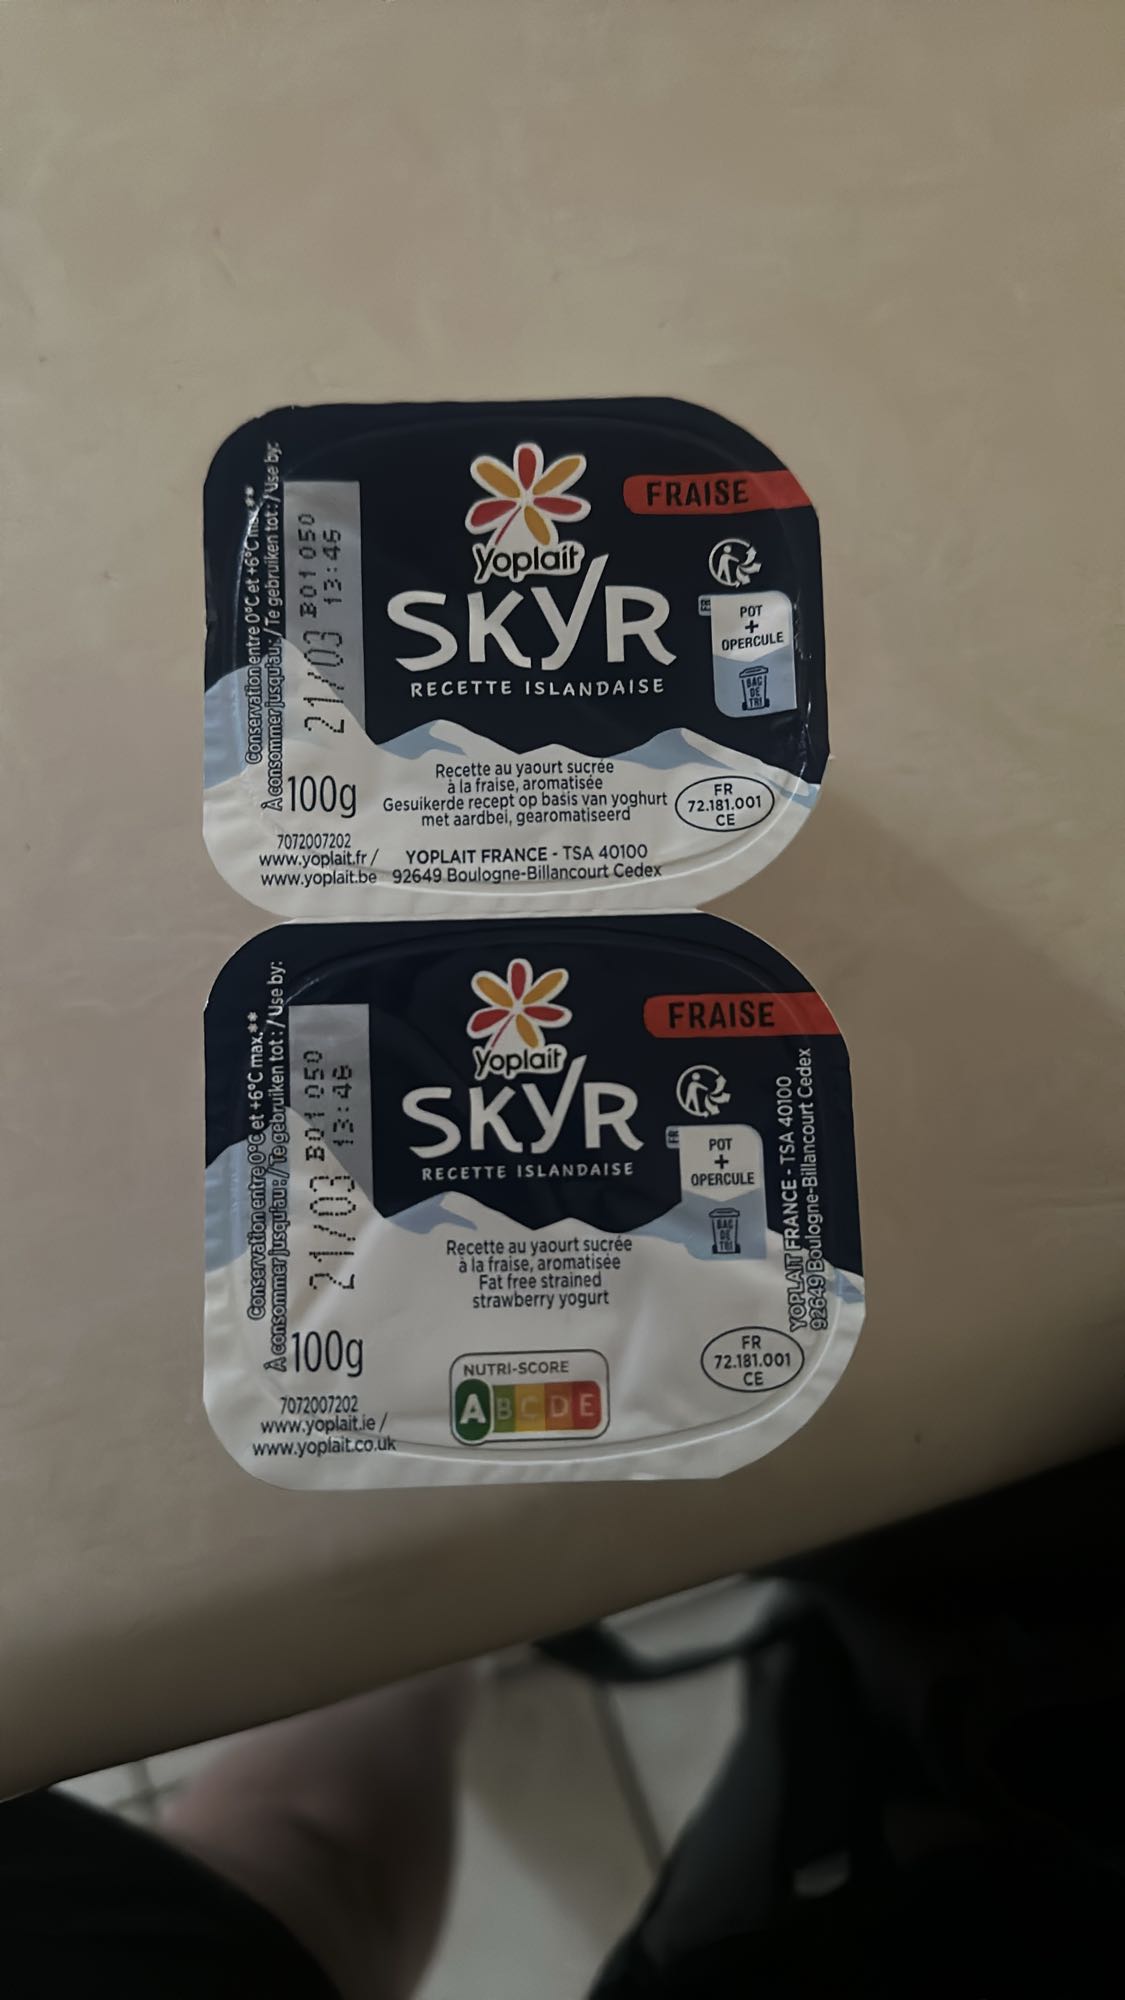 Conservation entre 0°C et +6°C max.**
À consommer jusqu'au : / Te gebruiken tot : / Use by:
21/03 B01 050
13:46
Yoplait
FRAISE
SKYR
RECETTE ISLANDAISE
FR
POT
+
OPERCULE
BAC
DE
TRI
100g
Recette au yaourt sucrée
à la fraise, aromatisée
Gesuikerde recept op basis van yoghurt
met aardbei, gearomatiseerd
FR
72.181.001
CE
7072007202
www.yoplait.fr /
www.yoplait.be
YOPLAIT FRANCE - TSA 40100
92649 Boulogne-Billancourt Cedex
Conservation entre 0°C et +6°C max.**
À consommer jusqu'au : / Te gebruiken tot : / Use by:
21/03 B01 050
13:46
Yoplait
FRAISE
SKYR
RECETTE ISLANDAISE
FR
POT
+
OPERCULE
BAC
DE
TRI
YOPLAIT FRANCE - TSA 40100
92649 Boulogne-Billancourt Cedex
Recette au yaourt sucrée
à la fraise, aromatisée
Fat free strained
strawberry yogurt
100g
NUTRI-SCORE
A B C D E
FR
72.181.001
CE
7072007202
www.yoplait.ie /
www.yoplait.co.uk